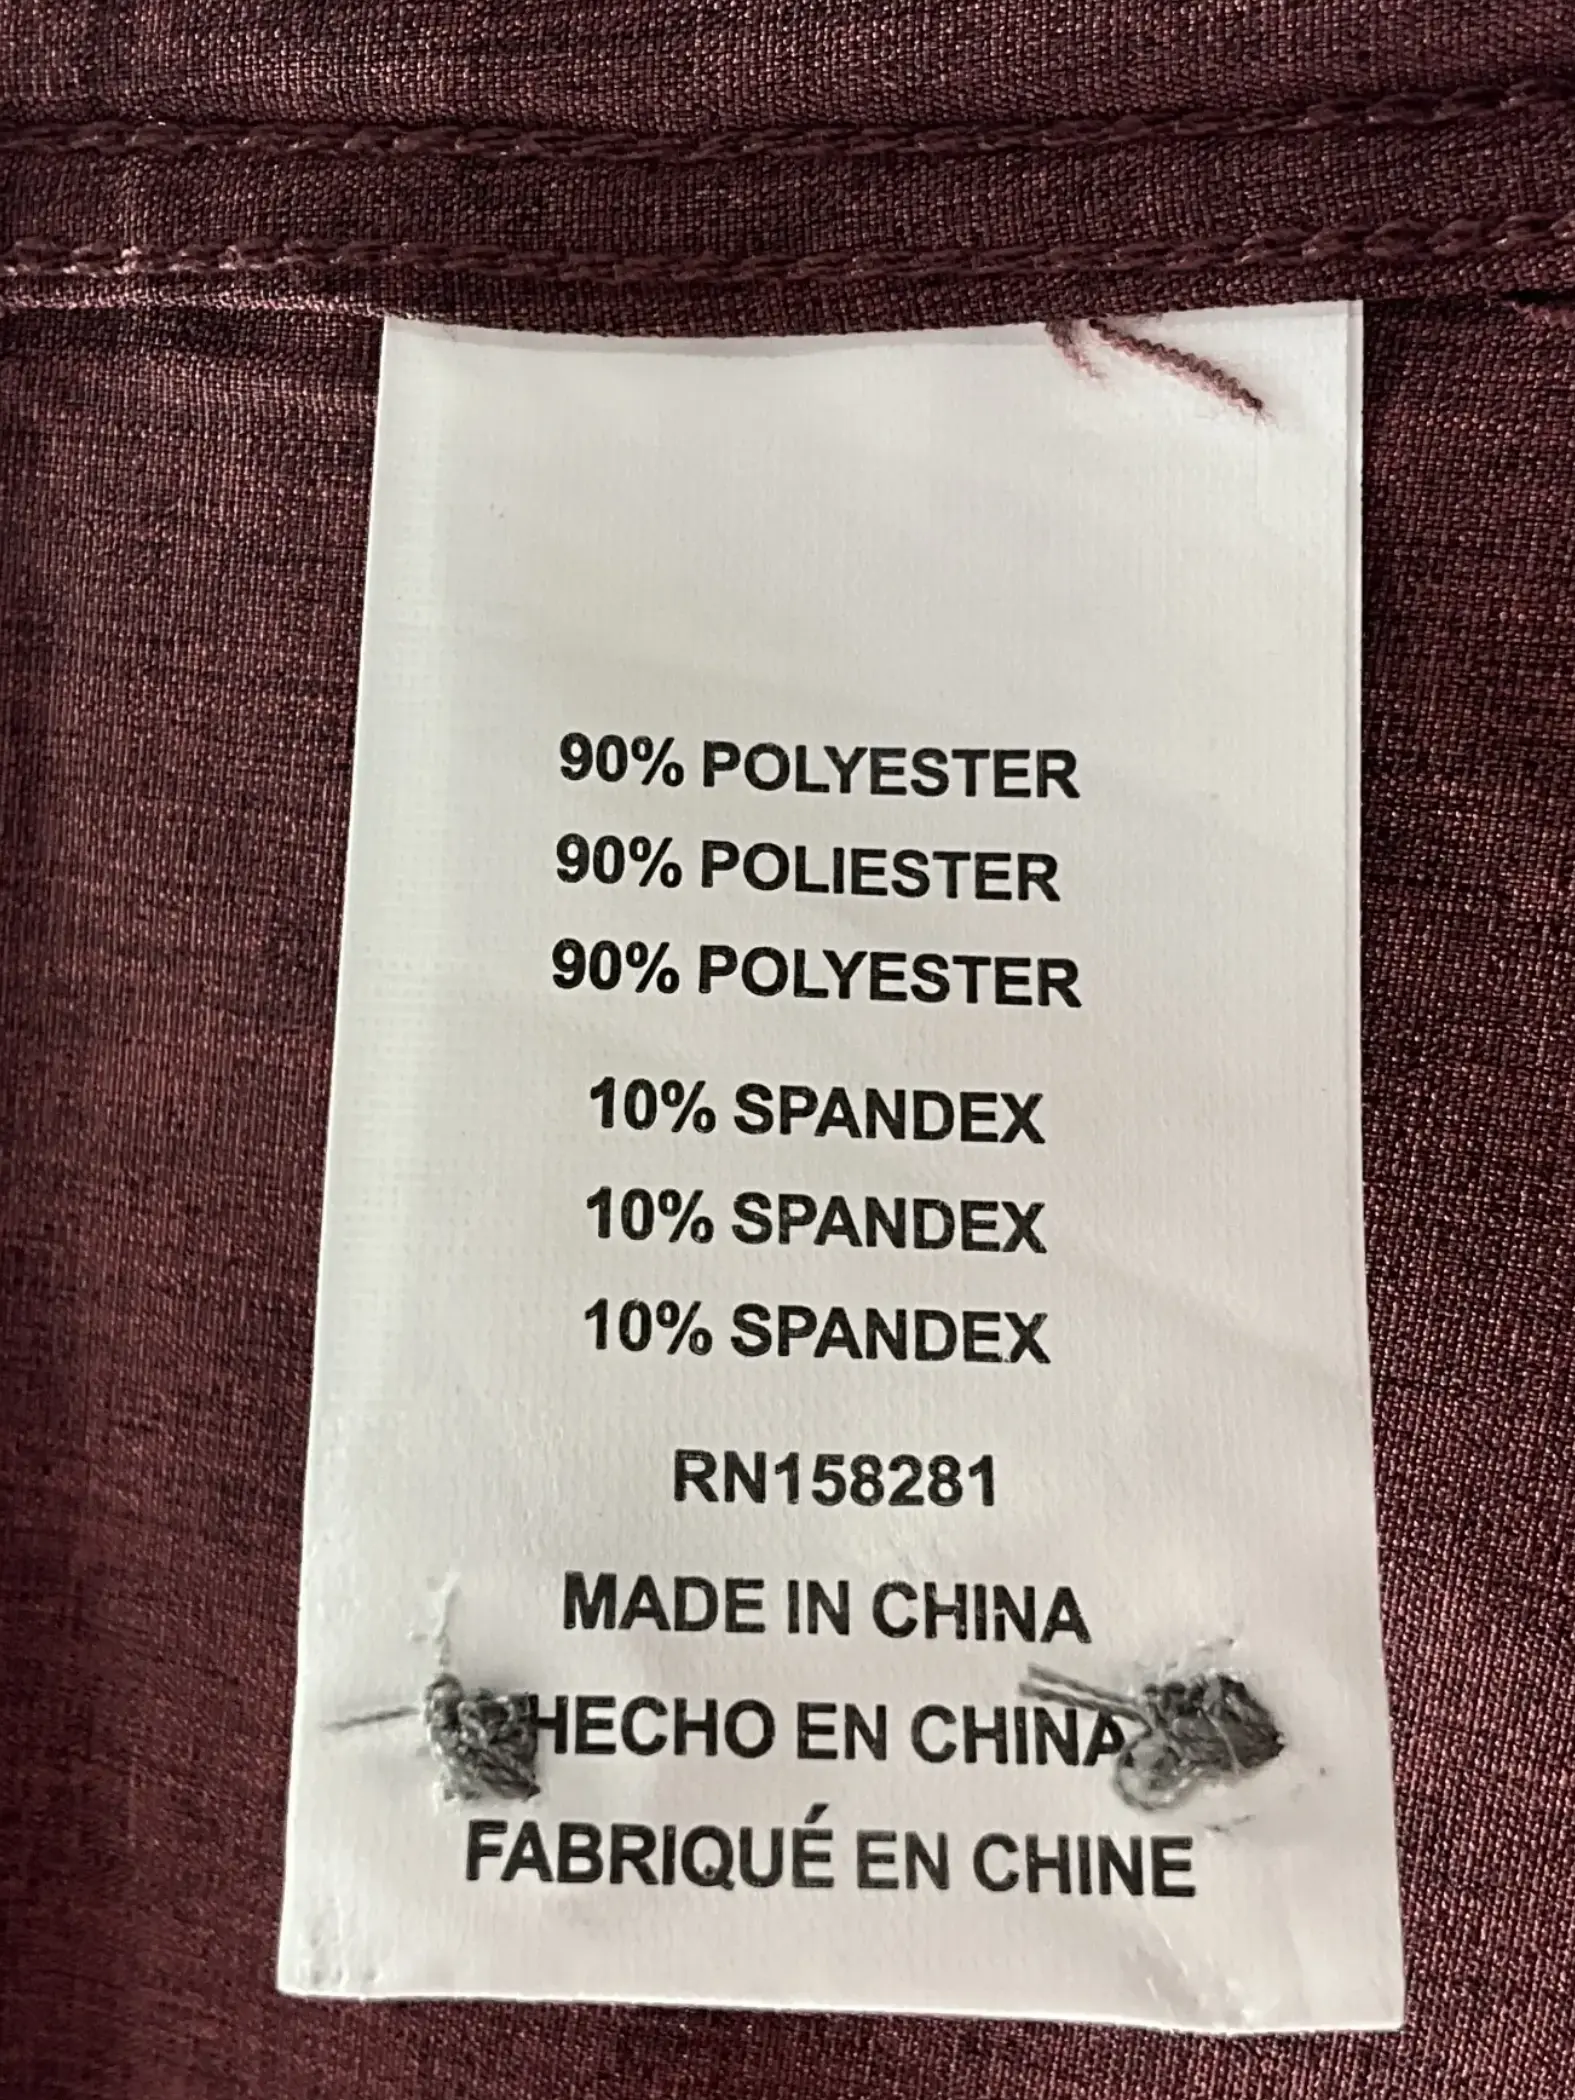 90% POLYESTER
90% POLIESTER
90% POLYESTER
10% SPANDEX
10% SPANDEX
10% SPANDEX
RN158281
MADE IN CHINA
HECHO EN CHINA
FABRIQUÉ EN CHINE